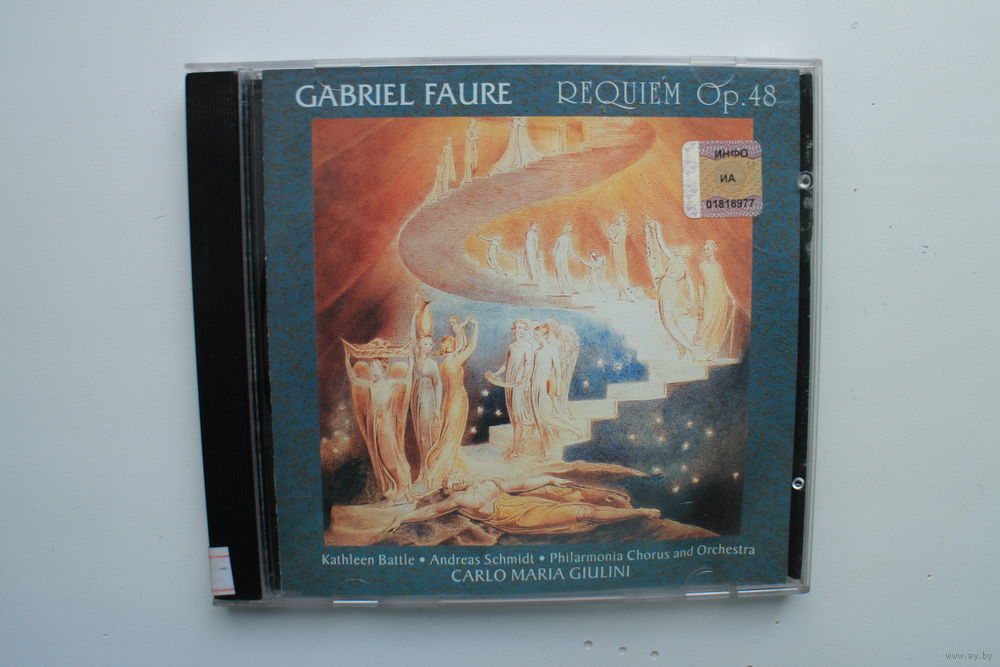 GABRIEL FAURE REQUIEM Op.48
ИНФО
ИА
01818977
Kathleen Battle • Andreas Schmidt • Philarmonia Chorus and Orchestra
CARLO MARIA GIULINI
www.ay.by